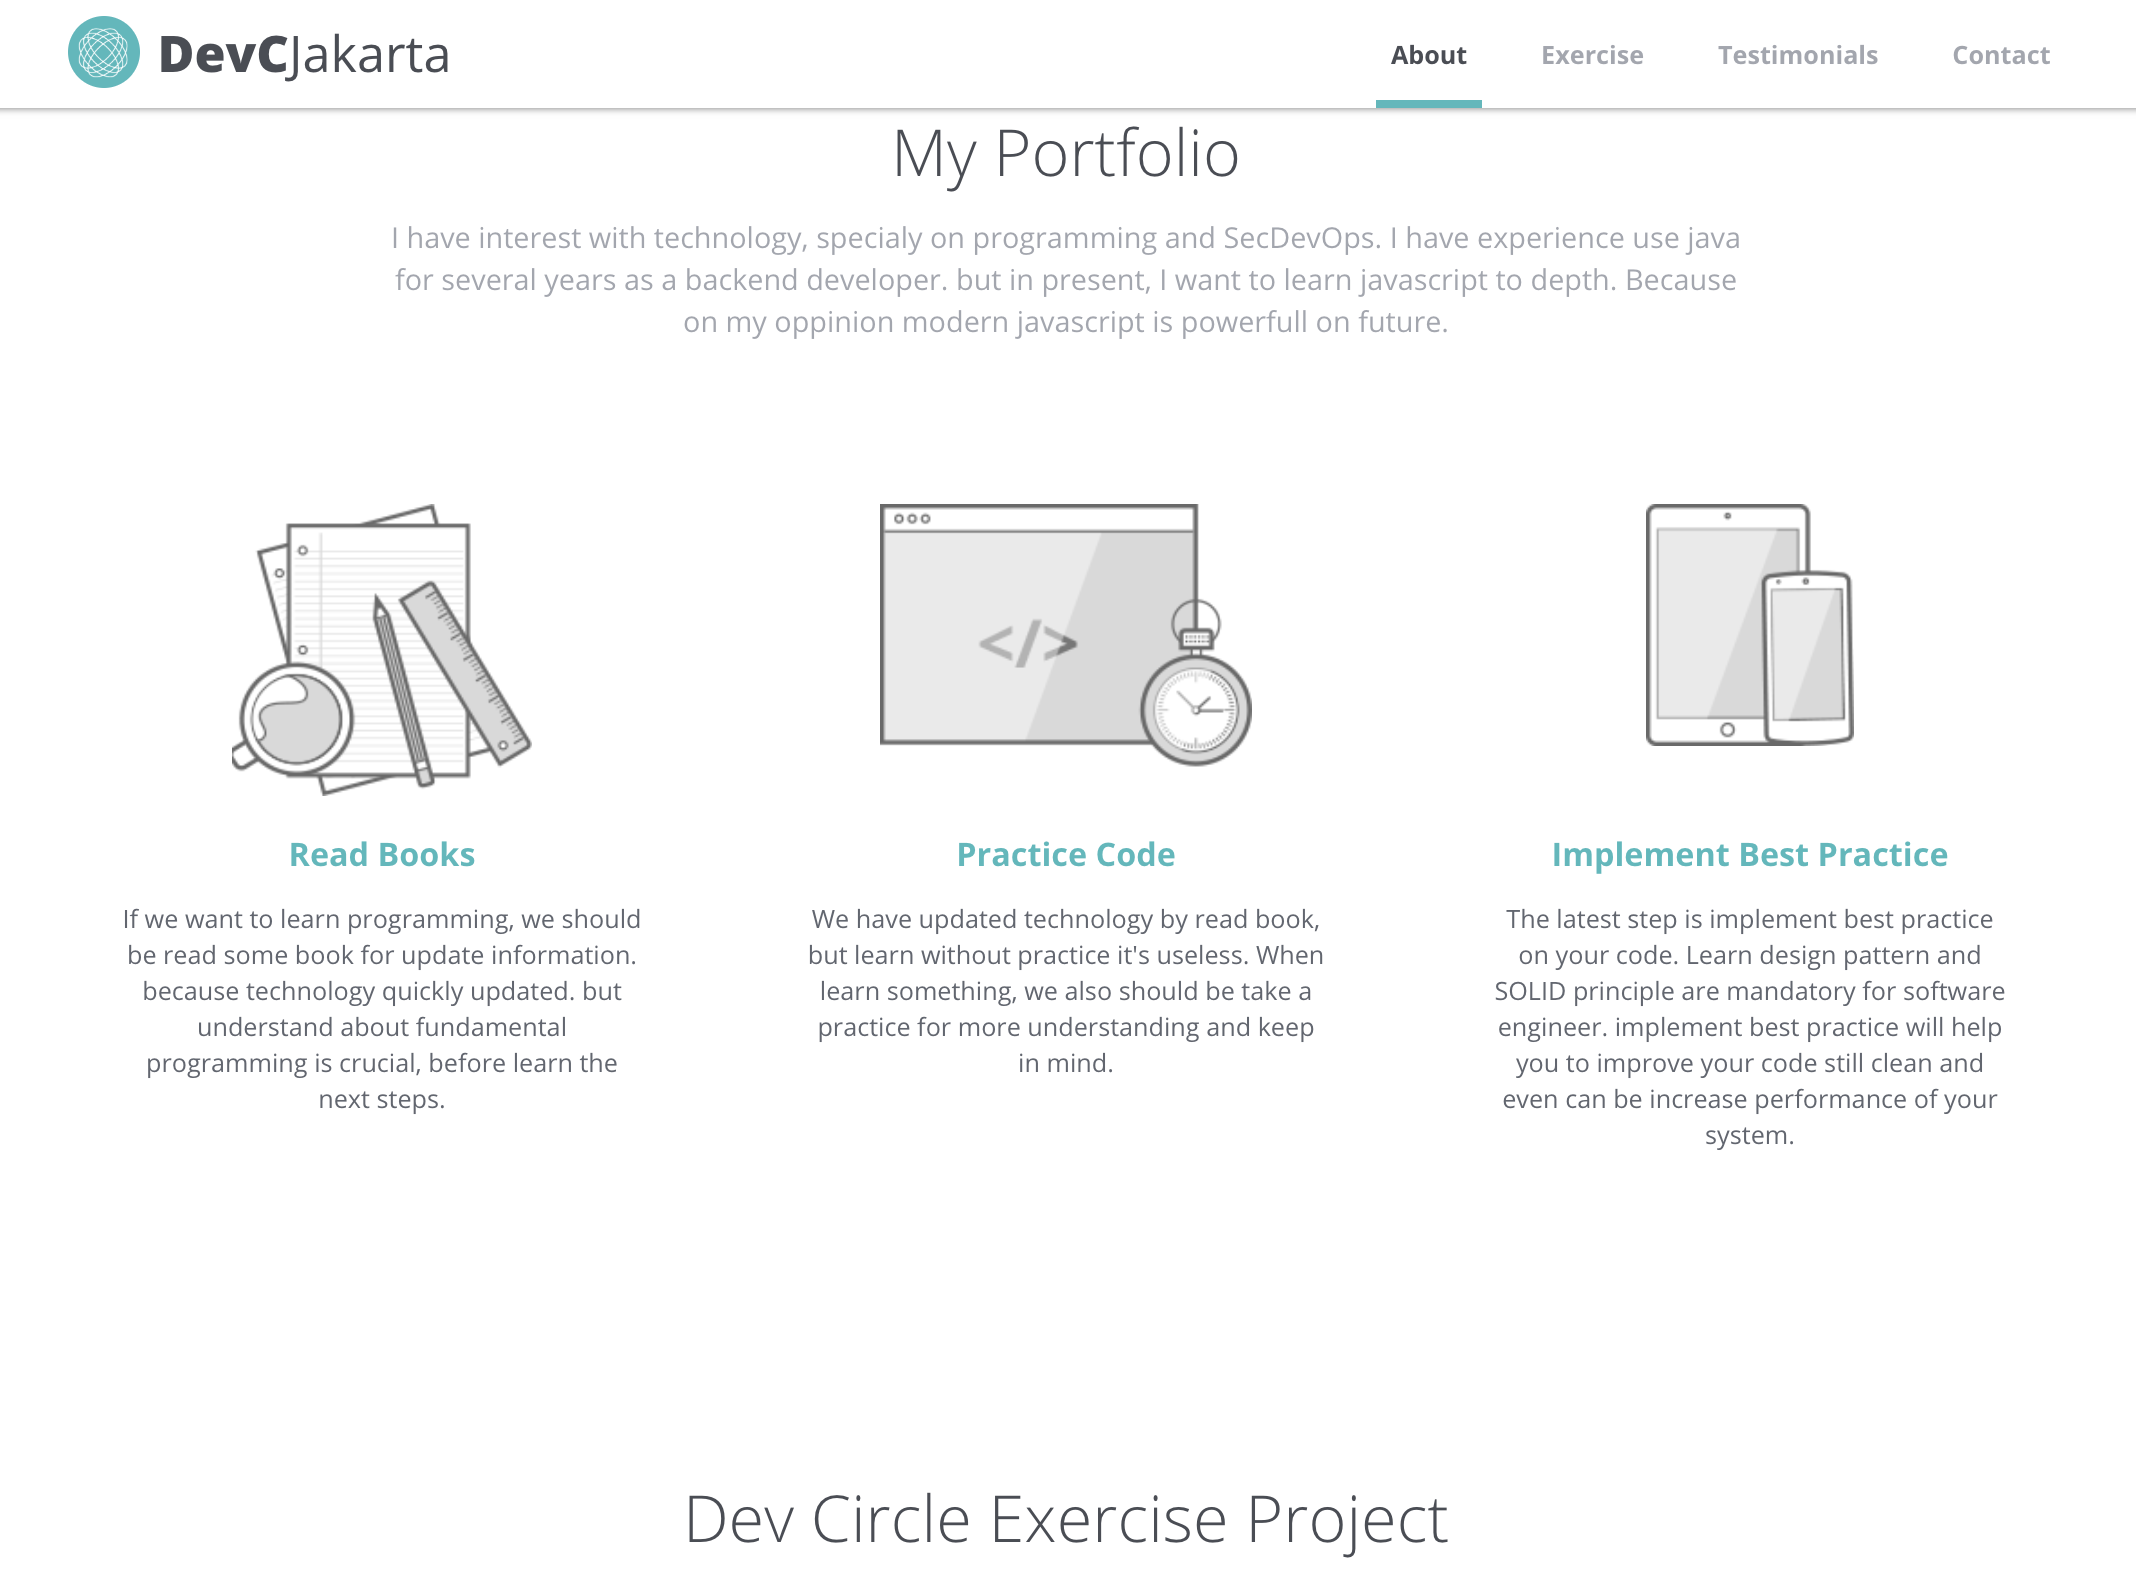 DevCJakarta
About Exercise Testimonials Contact
My Portfolio
I have interest with technology, specialy on programming and SecDevOps. I have experience use java
for several years as a backend developer. but in present, I want to learn javascript to depth. Because
on my oppinion modern javascript is powerfull on future.
</>
Read Books
If we want to learn programming, we should
be read some book for update information.
because technology quickly updated. but
understand about fundamental
programming is crucial, before learn the
next steps.
Practice Code
We have updated technology by read book,
but learn without practice it's useless. When
learn something, we also should be take a
practice for more understanding and keep
in mind.
Implement Best Practice
The latest step is implement best practice
on your code. Learn design pattern and
SOLID principle are mandatory for software
engineer. implement best practice will help
you to improve your code still clean and
even can be increase performance of your
system.
Dev Circle Exercise Project